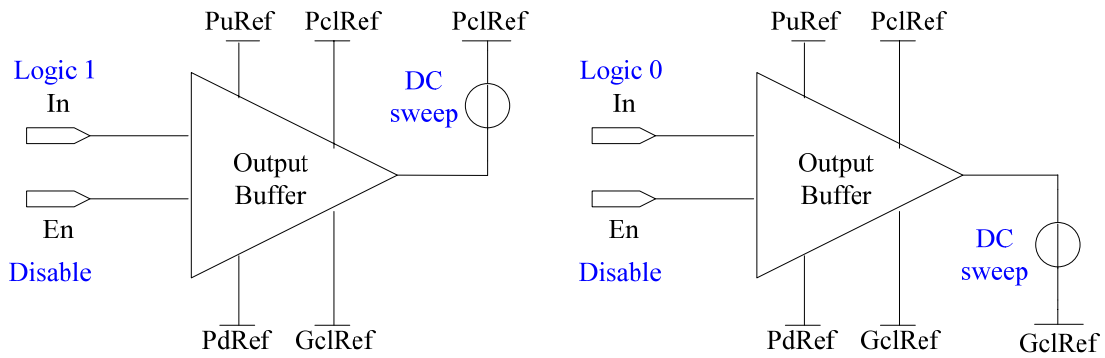 PuRef PclRef PclRef
Logic 1
In
DC
sweep
Output
Buffer
En
Disable
PdRef GclRef
PuRef PclRef
Logic 0
In
Output
Buffer
En
Disable
DC
sweep
PdRef GclRef GclRef